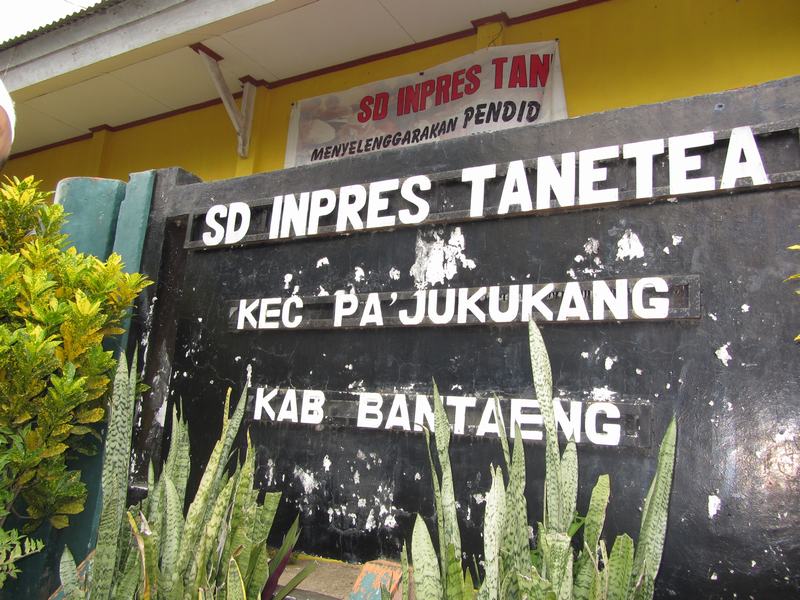 SD INPRES TAN
MENYELENGGARAKAN PENDID
SD INPRES TANETEA
KEC PA'JUKUKANG
KAB BANTAENG